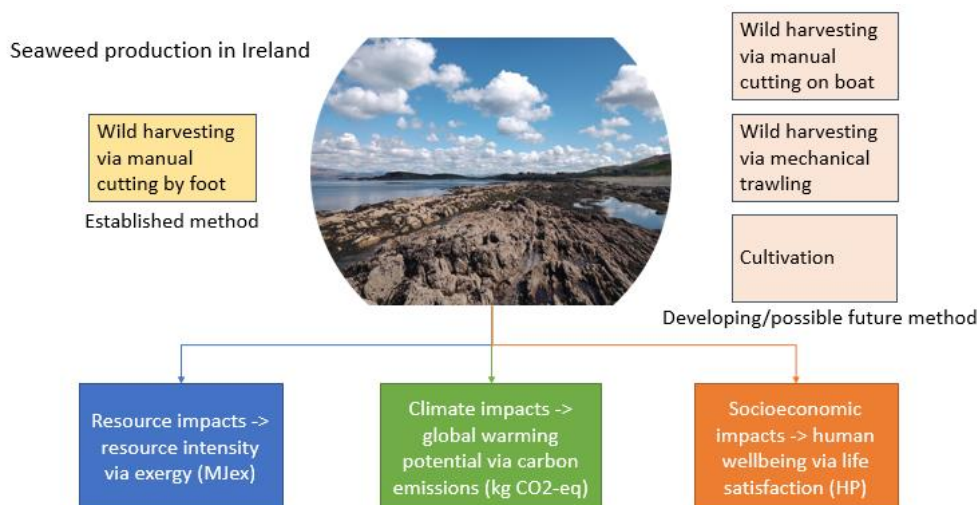 Seaweed production in Ireland
Wild harvesting
via manual
cutting by foot
Established method
Wild harvesting
via manual
cutting on boat
Wild harvesting
via mechanical
trawling
Cultivation
Developing/possible future method
Resource impacts ->
resource intensity
via exergy (MJex)
Climate impacts ->
global warming
potential via carbon
emissions (kg CO2-eq)
Socioeconomic
impacts -> human
wellbeing via life
satisfaction (HP)